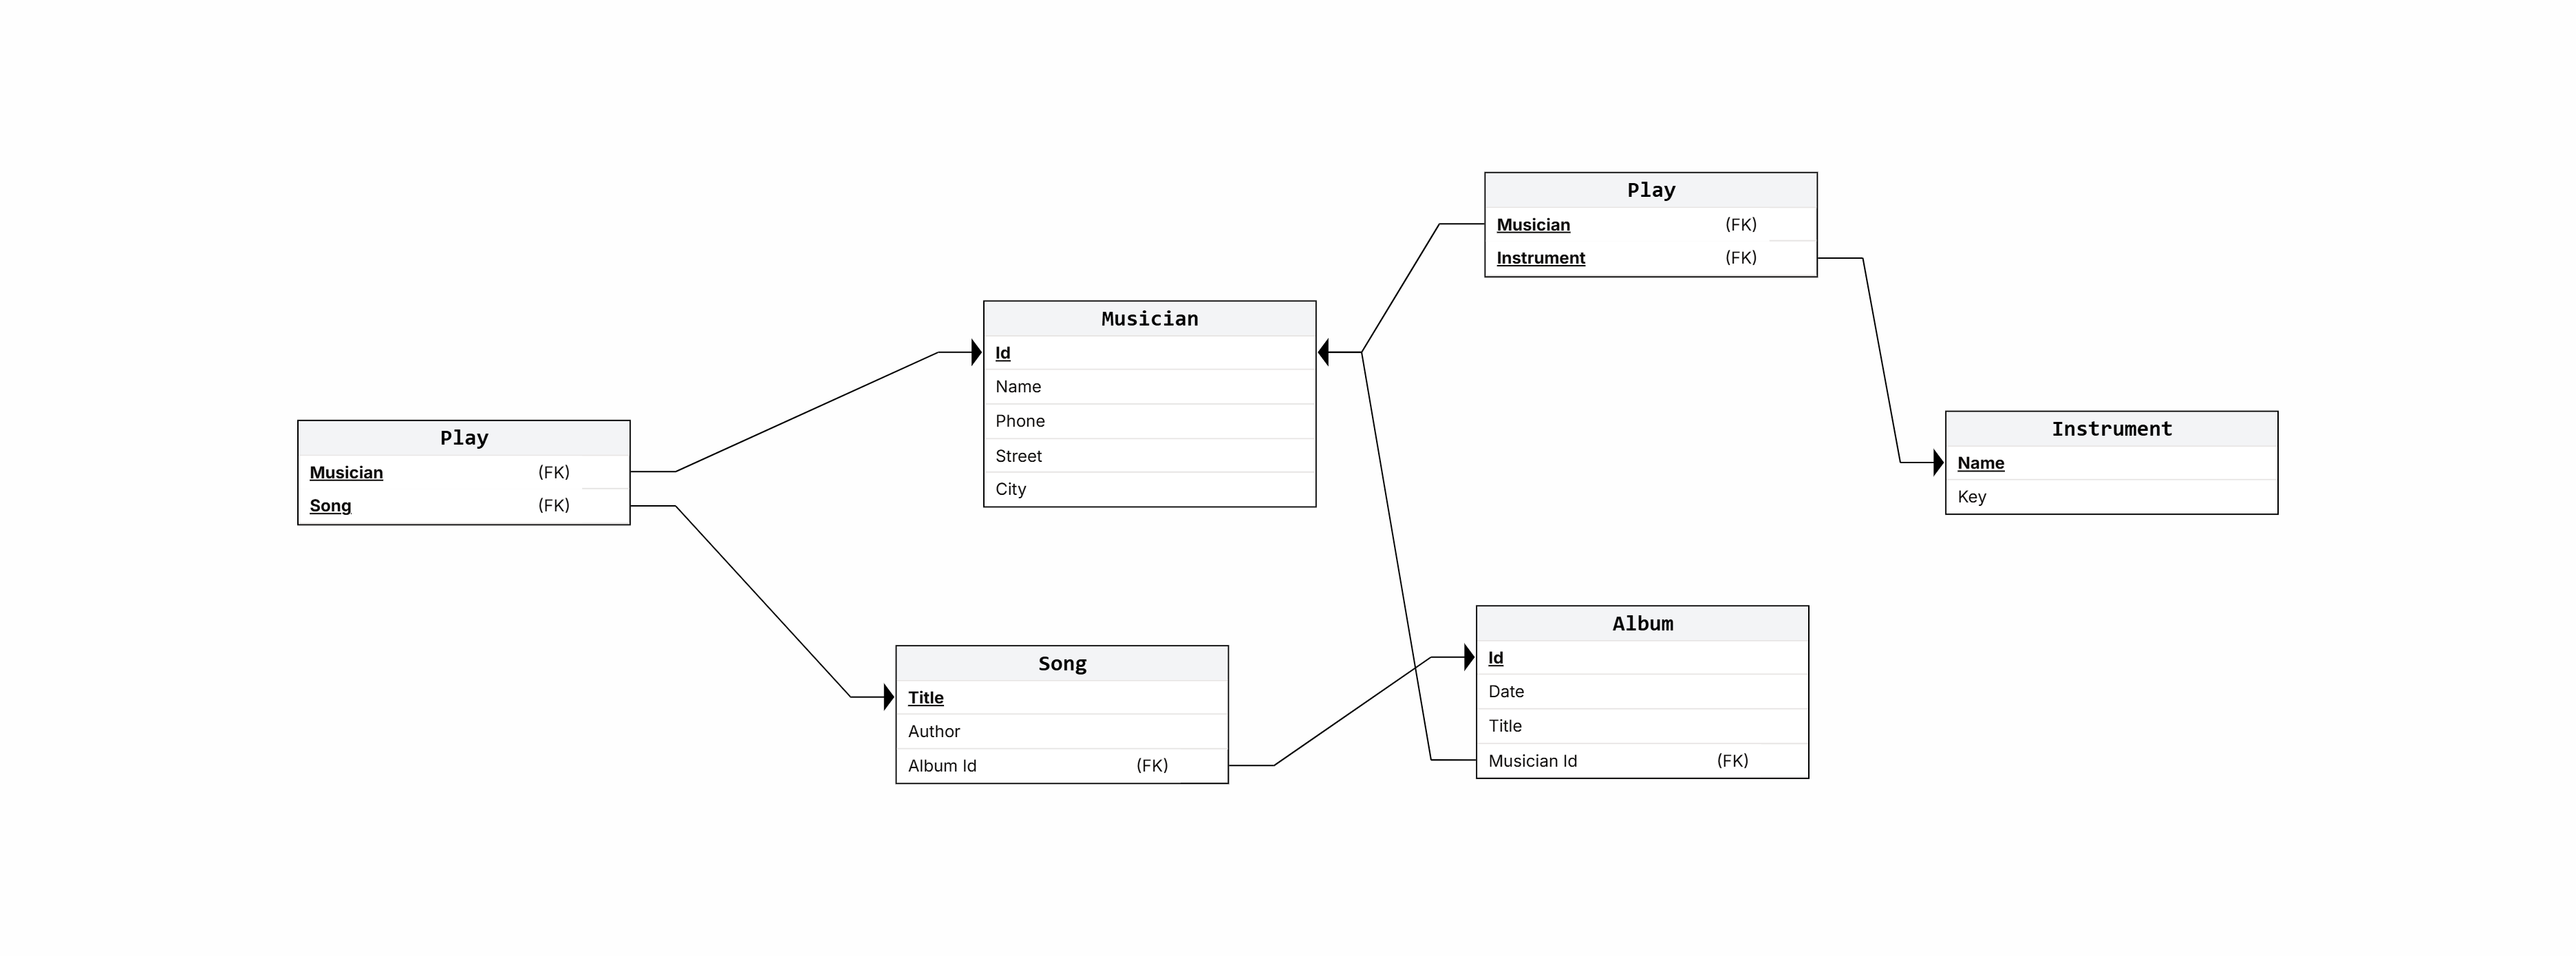 Play
Musician (FK)
Instrument (FK)
Musician
Id
Name
Phone
Street
City
Play
Musician (FK)
Song (FK)
Instrument
Name
Key
Song
Title
Author
Album Id (FK)
Album
Id
Date
Title
Musician Id (FK)